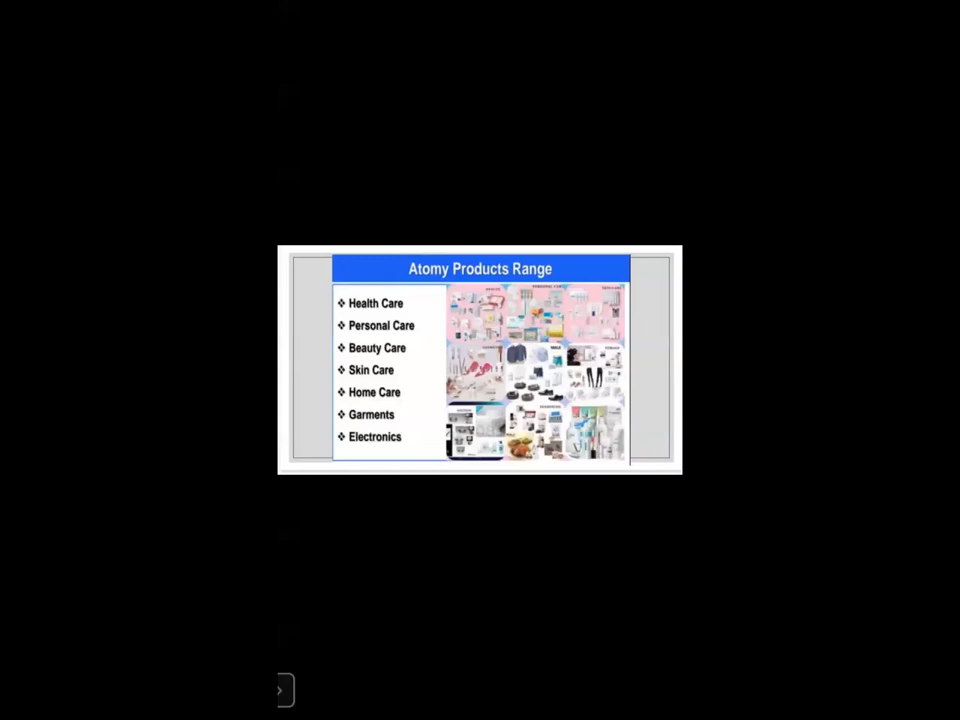 Atomy Products Range
❖ Health Care
❖ Personal Care
❖ Beauty Care
❖ Skin Care
❖ Home Care
❖ Garments
❖ Electronics